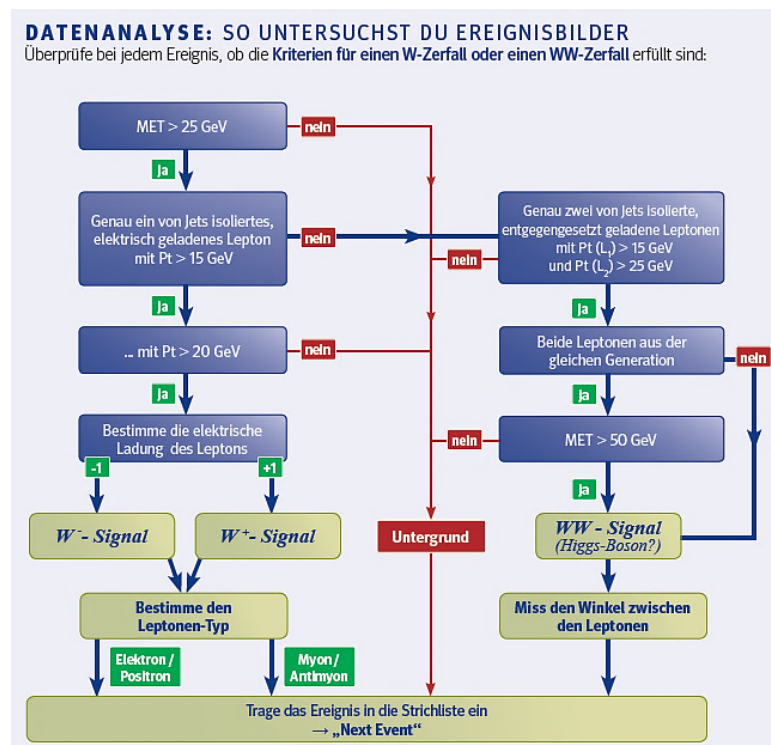 DATENANALYSE: SO UNTERSUCHST DU EREIGNISBILDER
Überprüfe bei jedem Ereignis, ob die Kriterien für einen W-Zerfall oder einen WW-Zerfall erfüllt sind:
MET > 25 GeV
nein
Ja
Genau ein von Jets isoliertes,
elektrisch geladenes Lepton
mit Pt > 15 GeV
nein
Ja
... mit Pt > 20 GeV
nein
Ja
Bestimme die elektrische
Ladung des Leptons
-1
+1
W⁻- Signal
W⁺- Signal
Bestimme den
Leptonen-Typ
Elektron /
Positron
Myon /
Antimyon
Genau zwei von Jets isolierte,
entgegengesetzt geladene Leptonen
mit Pt (L₁) > 15 GeV
und Pt (L₂) > 25 GeV
nein
Ja
Beide Leptonen aus der
gleichen Generation
nein
Ja
MET > 50 GeV
nein
Ja
WW - Signal
(Higgs-Boson?)
Miss den Winkel zwischen
den Leptonen
Untergrund
Trage das Ereignis in die Strichliste ein
→ „Next Event“